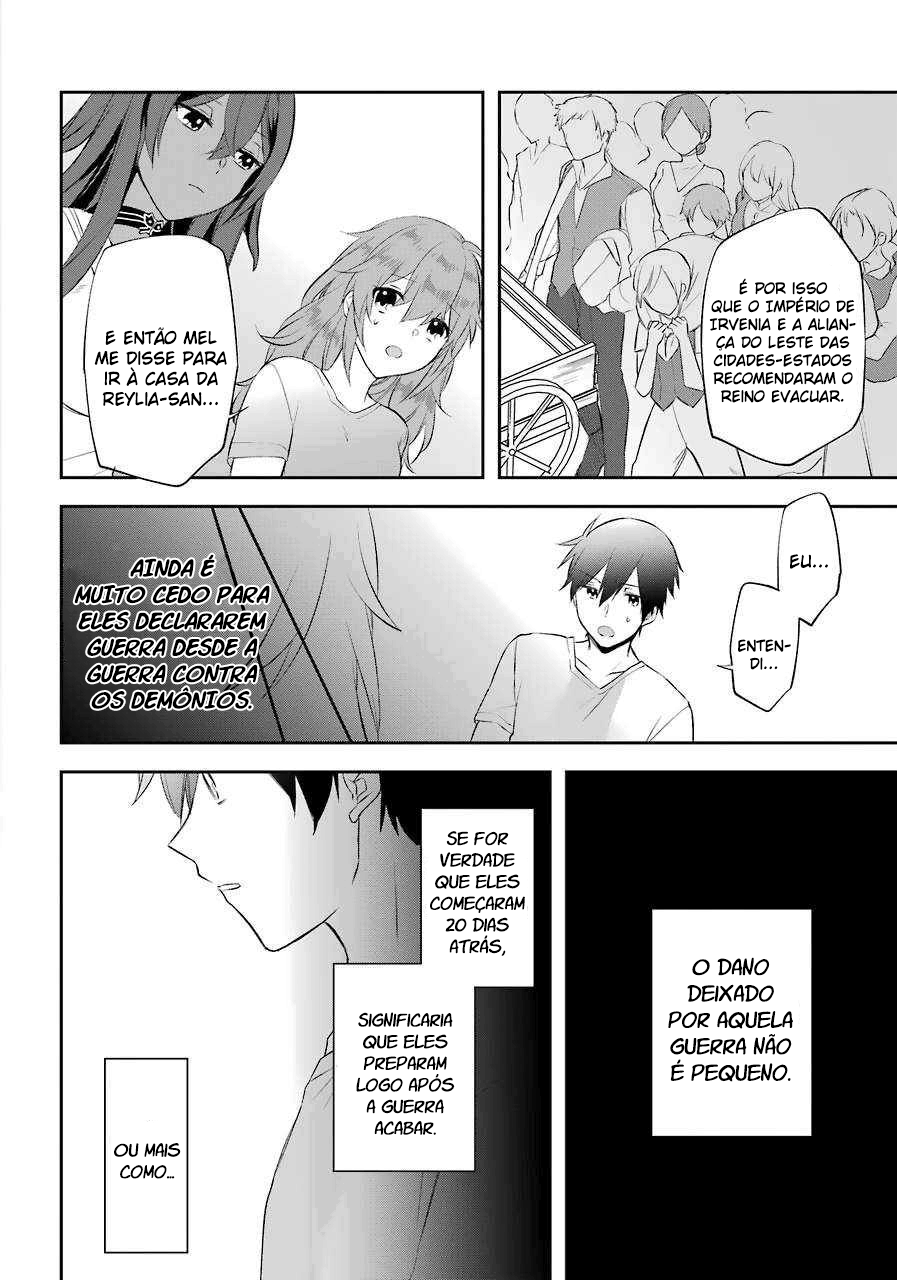 É POR ISSO
QUE O IMPÉRIO DE
IRVENIA E A ALIAN-
ÇA DO LESTE DAS
CIDADES-ESTADOS
RECOMENDARAM O
REINO EVACUAR.
E ENTÃO MEL
ME DISSE PARA
IR À CASA DA
REYLIA-SAN...
EU...
ENTEN-
DI...
AINDA É
MUITO CEDO PARA
ELES DECLARAREM
GUERRA DESDE A
GUERRA CONTRA
OS DEMÔNIOS.
O DANO
DEIXADO
POR AQUELA
GUERRA NÃO
É PEQUENO.
SE FOR
VERDADE
QUE ELES
COMEÇARAM
20 DIAS
ATRÁS,
SIGNIFICARIA
QUE ELES
PREPARAM
LOGO APÓS
A GUERRA
ACABAR.
OU MAIS
COMO...